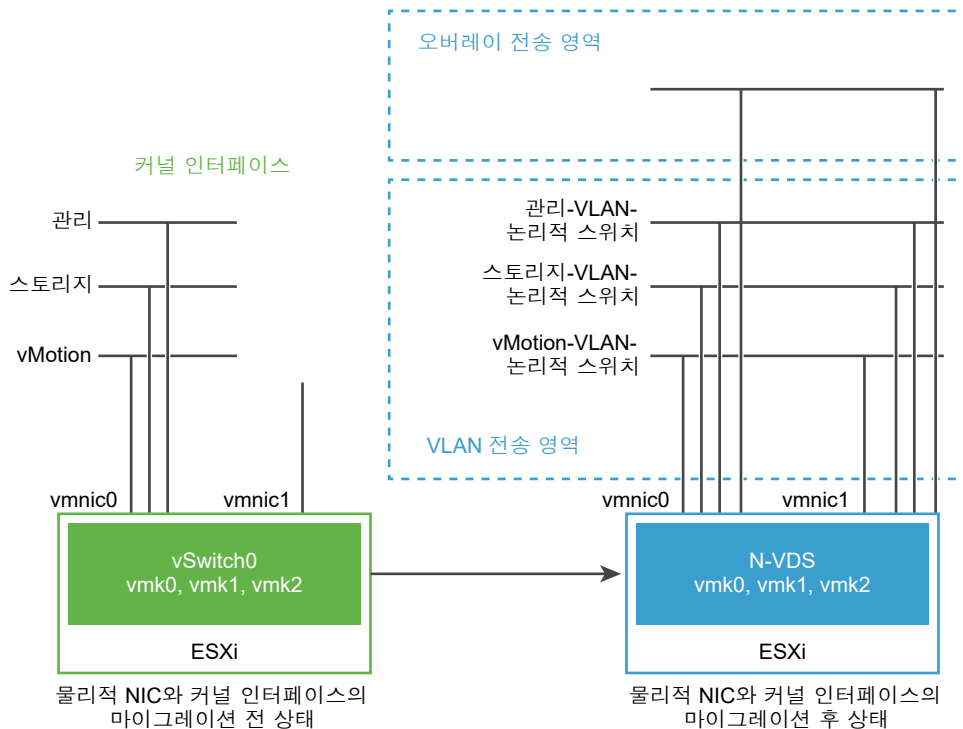 오버레이 전송 영역
커널 인터페이스
관리
스토리지
vMotion
관리-VLAN-
논리적 스위치
스토리지-VLAN-
논리적 스위치
vMotion-VLAN-
논리적 스위치
VLAN 전송 영역
vmnic0
vmnic1
vmnic0
vmnic1
vSwitch0
vmk0, vmk1, vmk2
ESXi
N-VDS
vmk0, vmk1, vmk2
ESXi
물리적 NIC와 커널 인터페이스의
마이그레이션 전 상태
물리적 NIC와 커널 인터페이스의
마이그레이션 후 상태